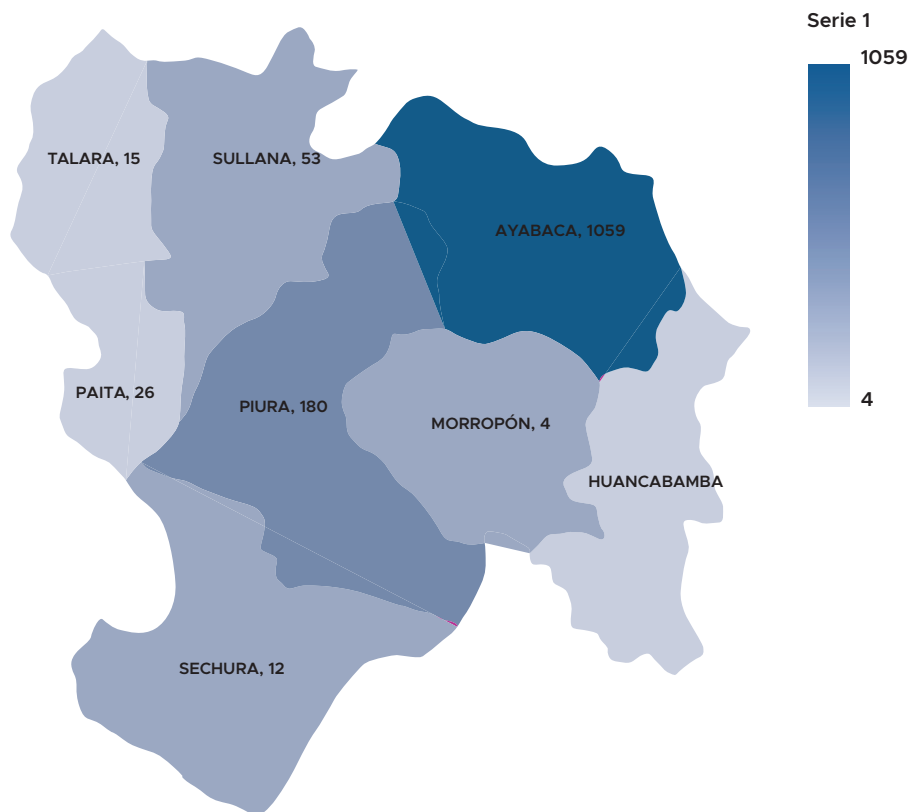 Serie 1
1059
4
TALARA, 15
SULLANA, 53
AYABACA, 1059
PAITA, 26
PIURA, 180
MORROPÓN, 4
HUANCABAMBA
SECHURA, 12